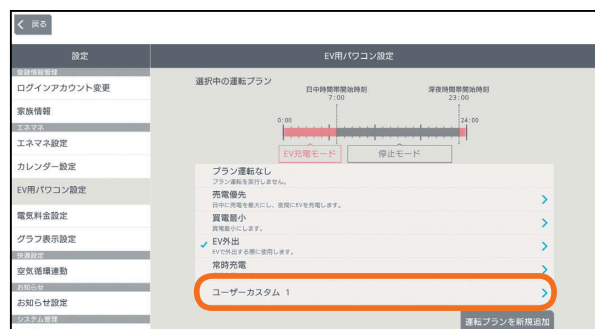 戻る
設定
EV用パワコン設定
登録情報管理
ログインアカウント変更
家族情報
エネマネ
エネマネ設定
カレンダー設定
EV用パワコン設定
電気料金設定
グラフ表示設定
快適設定
空気循環連動
お知らせ
お知らせ設定
システム管理
選択中の運転プラン
日中時間帯開始時刻
7:00
深夜時間帯開始時刻
23:00
0:00
24:00
EV充電モード
停止モード
プラン運転なし
プラン運転を実行しません。
売電優先
日中に売電を最大にし、夜間にEVを充電します。
買電最小
買電最小にします。
EV外出
EVで外出する際に使用します。
常時充電
ユーザーカスタム 1
運転プランを新規追加